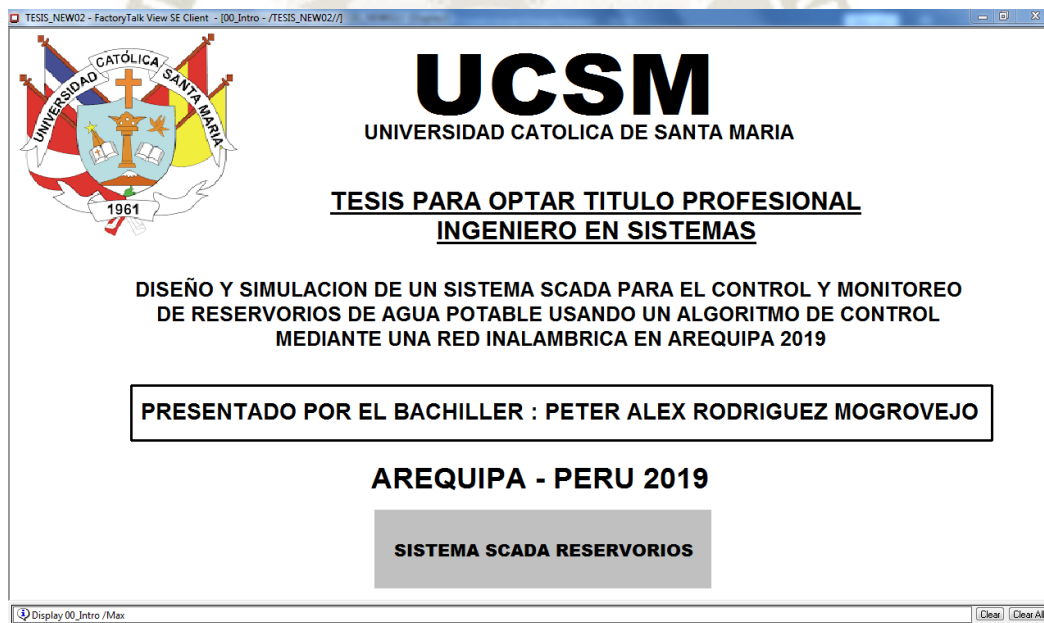 TESIS_NEW02 - FactoryTalk View SE Client - [00_Intro - /TESIS_NEW02//]
UNIVERSIDAD CATÓLICA SANTA MARIA
1961
UCSM
UNIVERSIDAD CATOLICA DE SANTA MARIA
TESIS PARA OPTAR TITULO PROFESIONAL
INGENIERO EN SISTEMAS
DISEÑO Y SIMULACION DE UN SISTEMA SCADA PARA EL CONTROL Y MONITOREO
DE RESERVORIOS DE AGUA POTABLE USANDO UN ALGORITMO DE CONTROL
MEDIANTE UNA RED INALAMBRICA EN AREQUIPA 2019
PRESENTADO POR EL BACHILLER : PETER ALEX RODRIGUEZ MOGROVEJO
AREQUIPA - PERU 2019
SISTEMA SCADA RESERVORIOS
Display 00_Intro /Max
Clear
Clear All